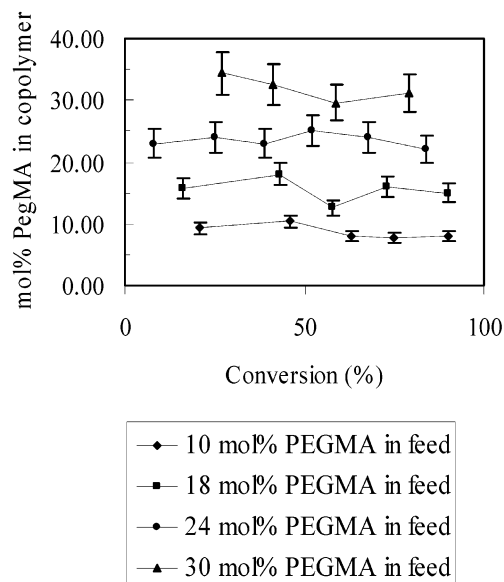 40.00
30.00
20.00
10.00
0.00
mol% PegMA in copolymer
0 50 100
Conversion (%)
10 mol% PEGMA in feed
18 mol% PEGMA in feed
24 mol% PEGMA in feed
30 mol% PEGMA in feed